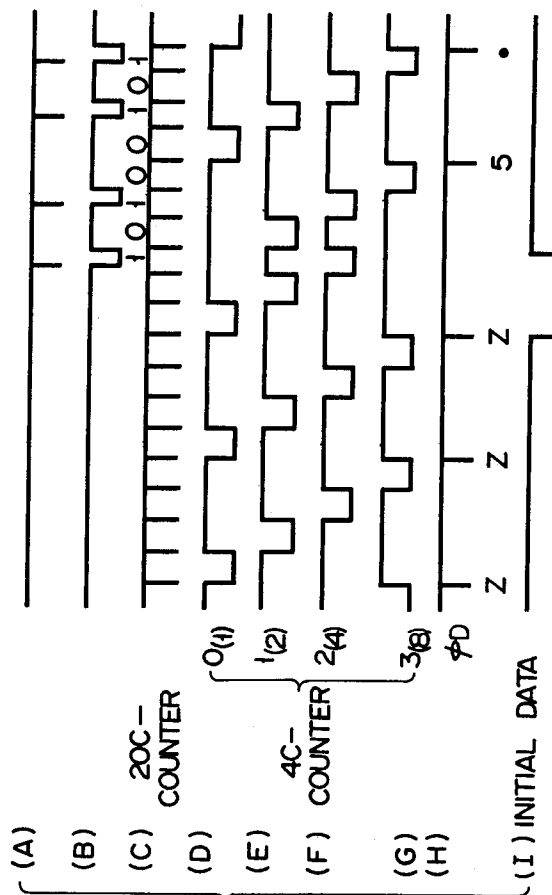 (A)
(B)
1 0 1 0 0 1 0 1
(C) 20C-
COUNTER
(D) 0(1)
(E) 1(2)
4C-
COUNTER
(F) 2(4)
(G) 3(8)
(H) φD
Z Z Z 5 •
(I) INITIAL DATA